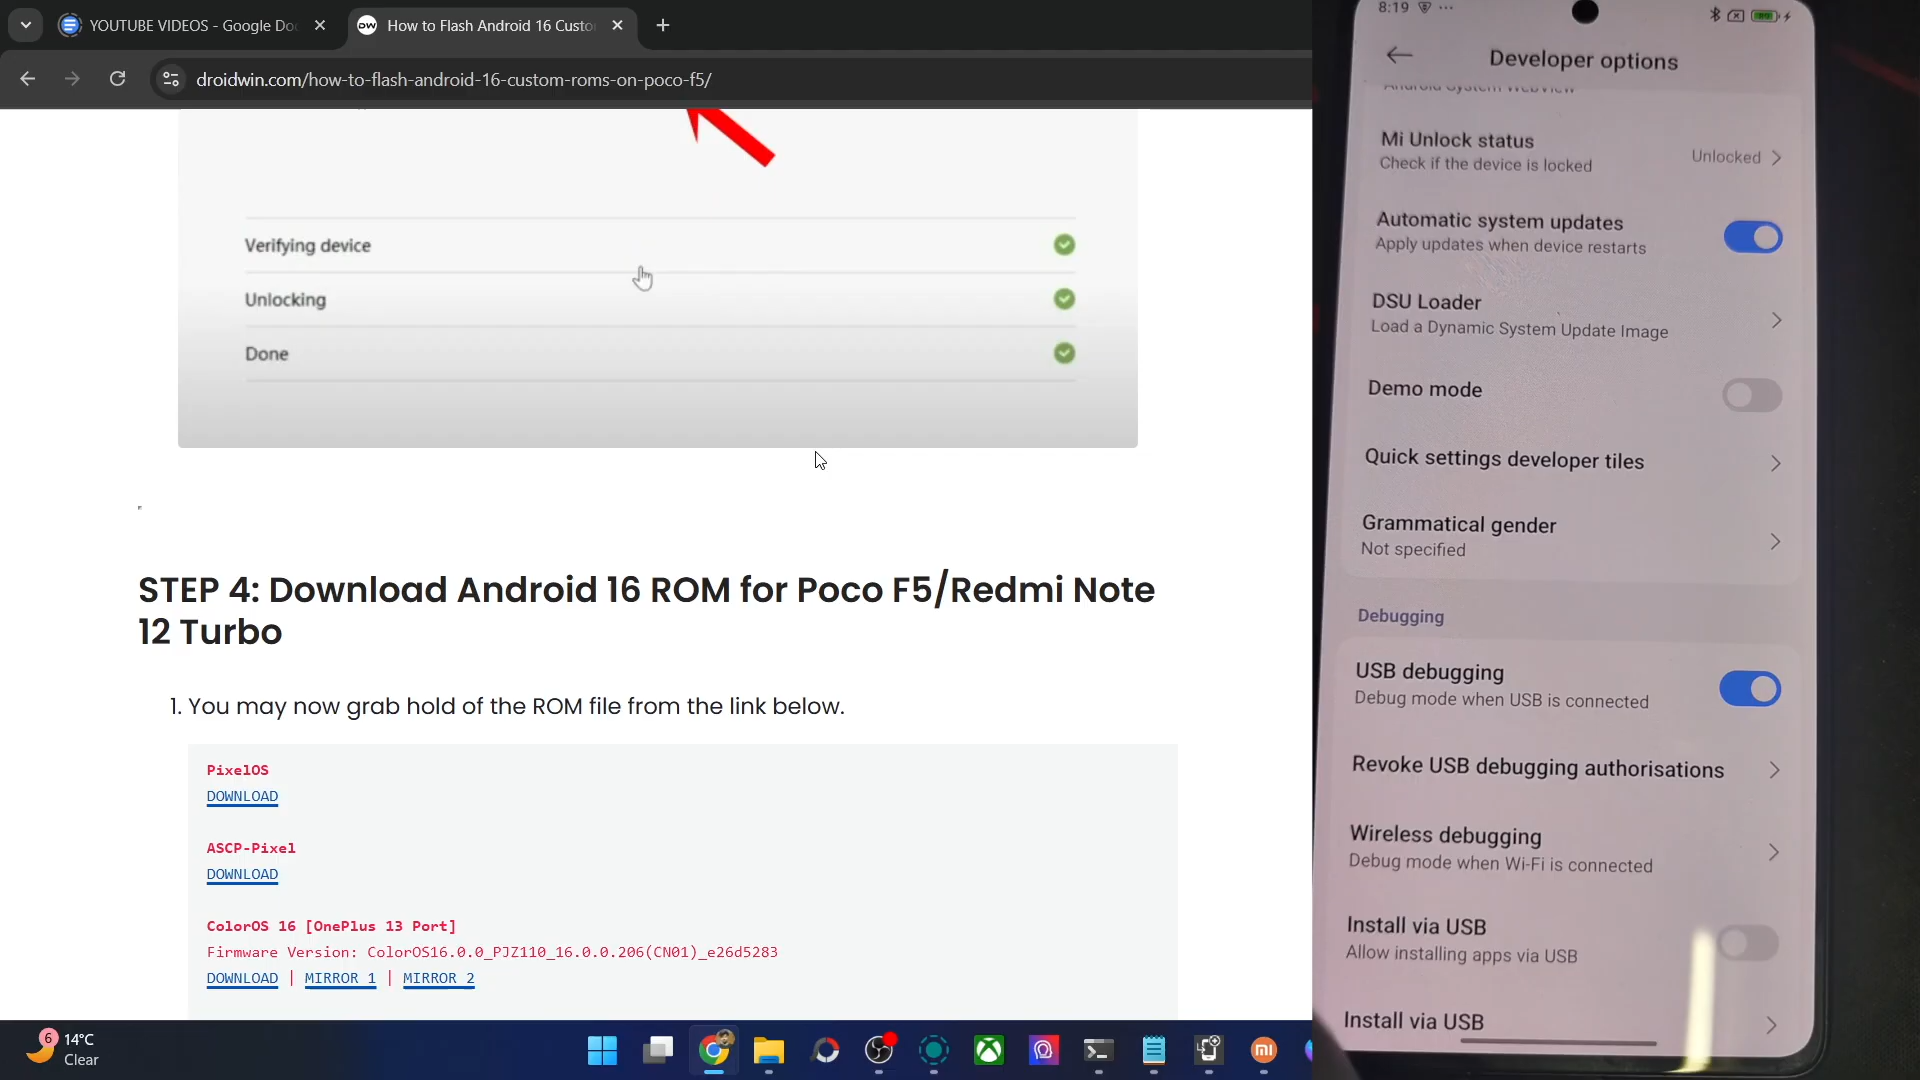 YOUTUBE VIDEOS - Google Do
How to Flash Android 16 Custo
droidwin.com/how-to-flash-android-16-custom-roms-on-poco-f5/
Verifying device
Unlocking
Done
STEP 4: Download Android 16 ROM for Poco F5/Redmi Note
12 Turbo
1. You may now grab hold of the ROM file from the link below.
PixelOS
DOWNLOAD
ASCP-Pixel
DOWNLOAD
ColorOS 16 [OnePlus 13 Port]
Firmware Version: ColorOS16.0.0_PJZ110_16.0.0.206(CN01)_e26d5283
DOWNLOAD | MIRROR 1 | MIRROR 2
6
14°C
Clear
8:19
Developer options
Android System WebView
Mi Unlock status
Check if the device is locked
Unlocked
Automatic system updates
Apply updates when device restarts
DSU Loader
Load a Dynamic System Update Image
Demo mode
Quick settings developer tiles
Grammatical gender
Not specified
Debugging
USB debugging
Debug mode when USB is connected
Revoke USB debugging authorisations
Wireless debugging
Debug mode when Wi-Fi is connected
Install via USB
Allow installing apps via USB
Install via USB